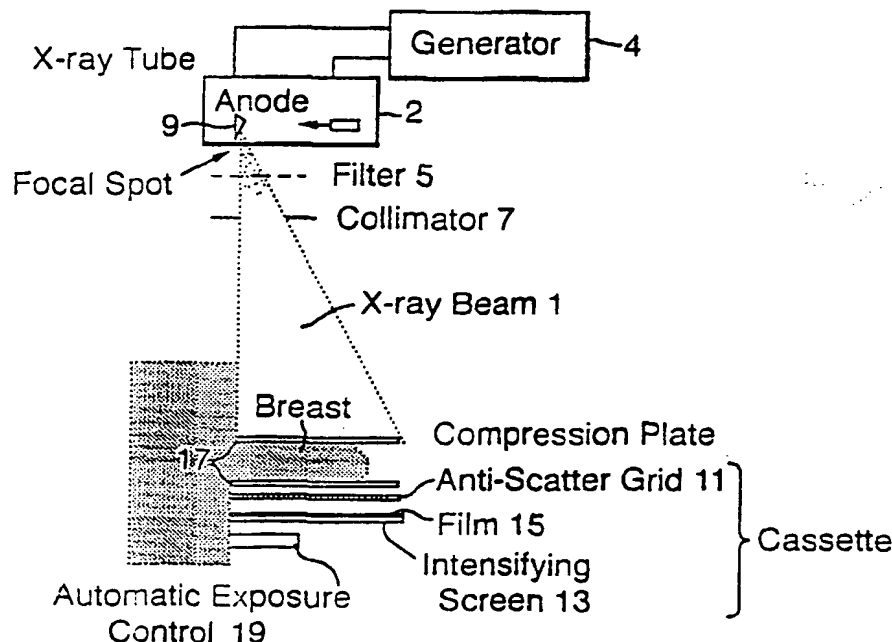 Generator
4
X-ray Tube
Anode
2
9
Focal Spot
Filter 5
Collimator 7
X-ray Beam 1
Breast
Compression Plate
17
Anti-Scatter Grid 11
Film 15
Cassette
Intensifying
Screen 13
Automatic Exposure
Control 19